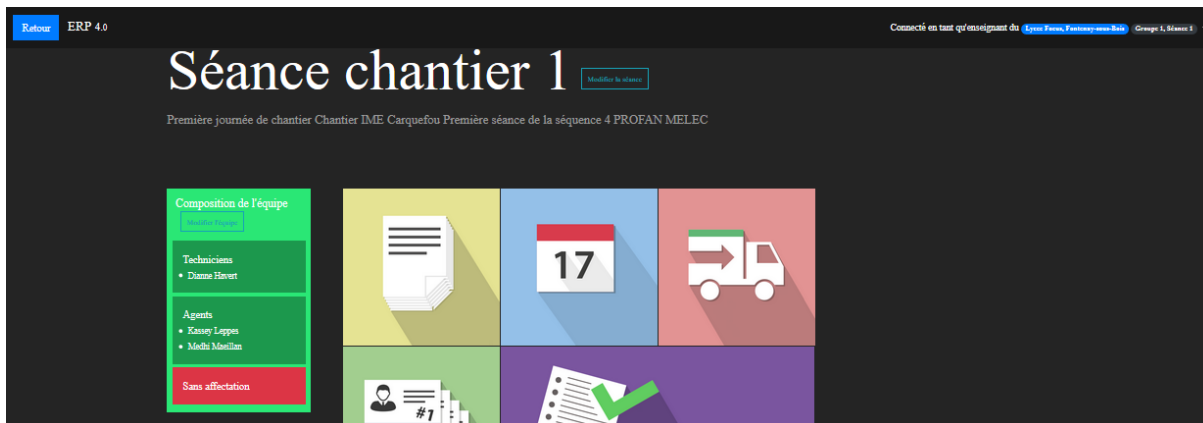 Retour ERP 4.0
Connecté en tant qu'enseignant du Lycee Focus, Fontenay-sous-Bois Groupe 1, Séance 1
Séance chantier 1 Modifier la séance
Première journée de chantier Chantier IME Carquefou Première séance de la séquence 4 PROFAN MELEC
Composition de l'équipe
Modifier l'équipe
Techniciens
Dianne Havert
Agents
Kassey Leppes
Medhi Maeillan
Sans affectation
17
#1